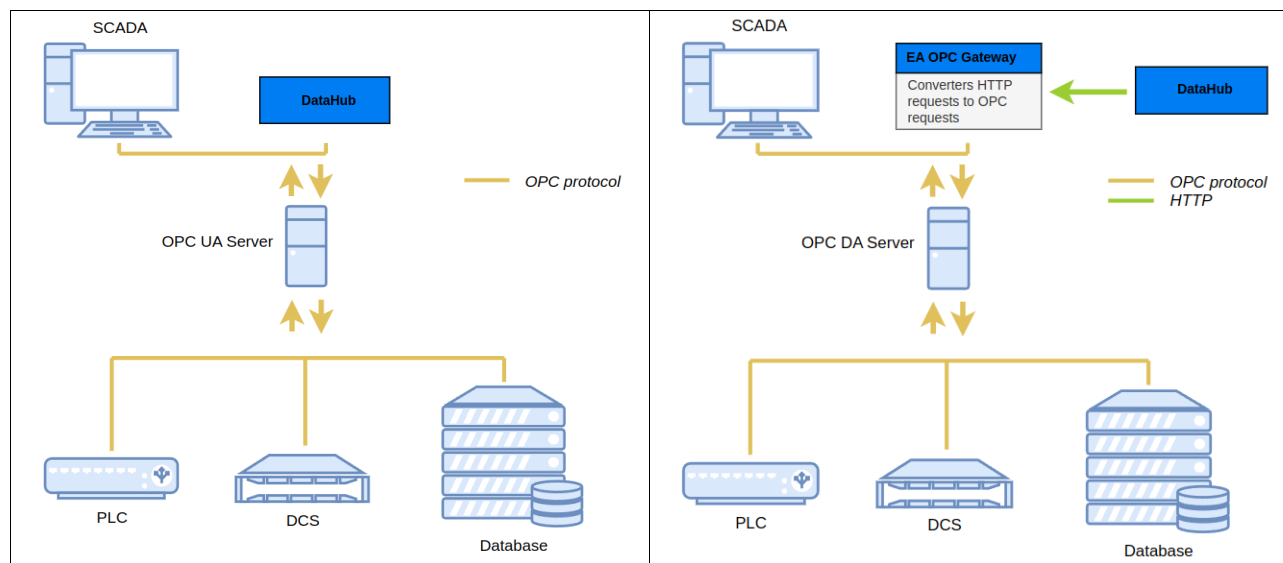 SCADA
DataHub
OPC protocol
OPC UA Server
PLC
DCS
Database
SCADA
EA OPC Gateway
Converters HTTP
requests to OPC
requests
DataHub
OPC protocol
HTTP
OPC DA Server
PLC
DCS
Database